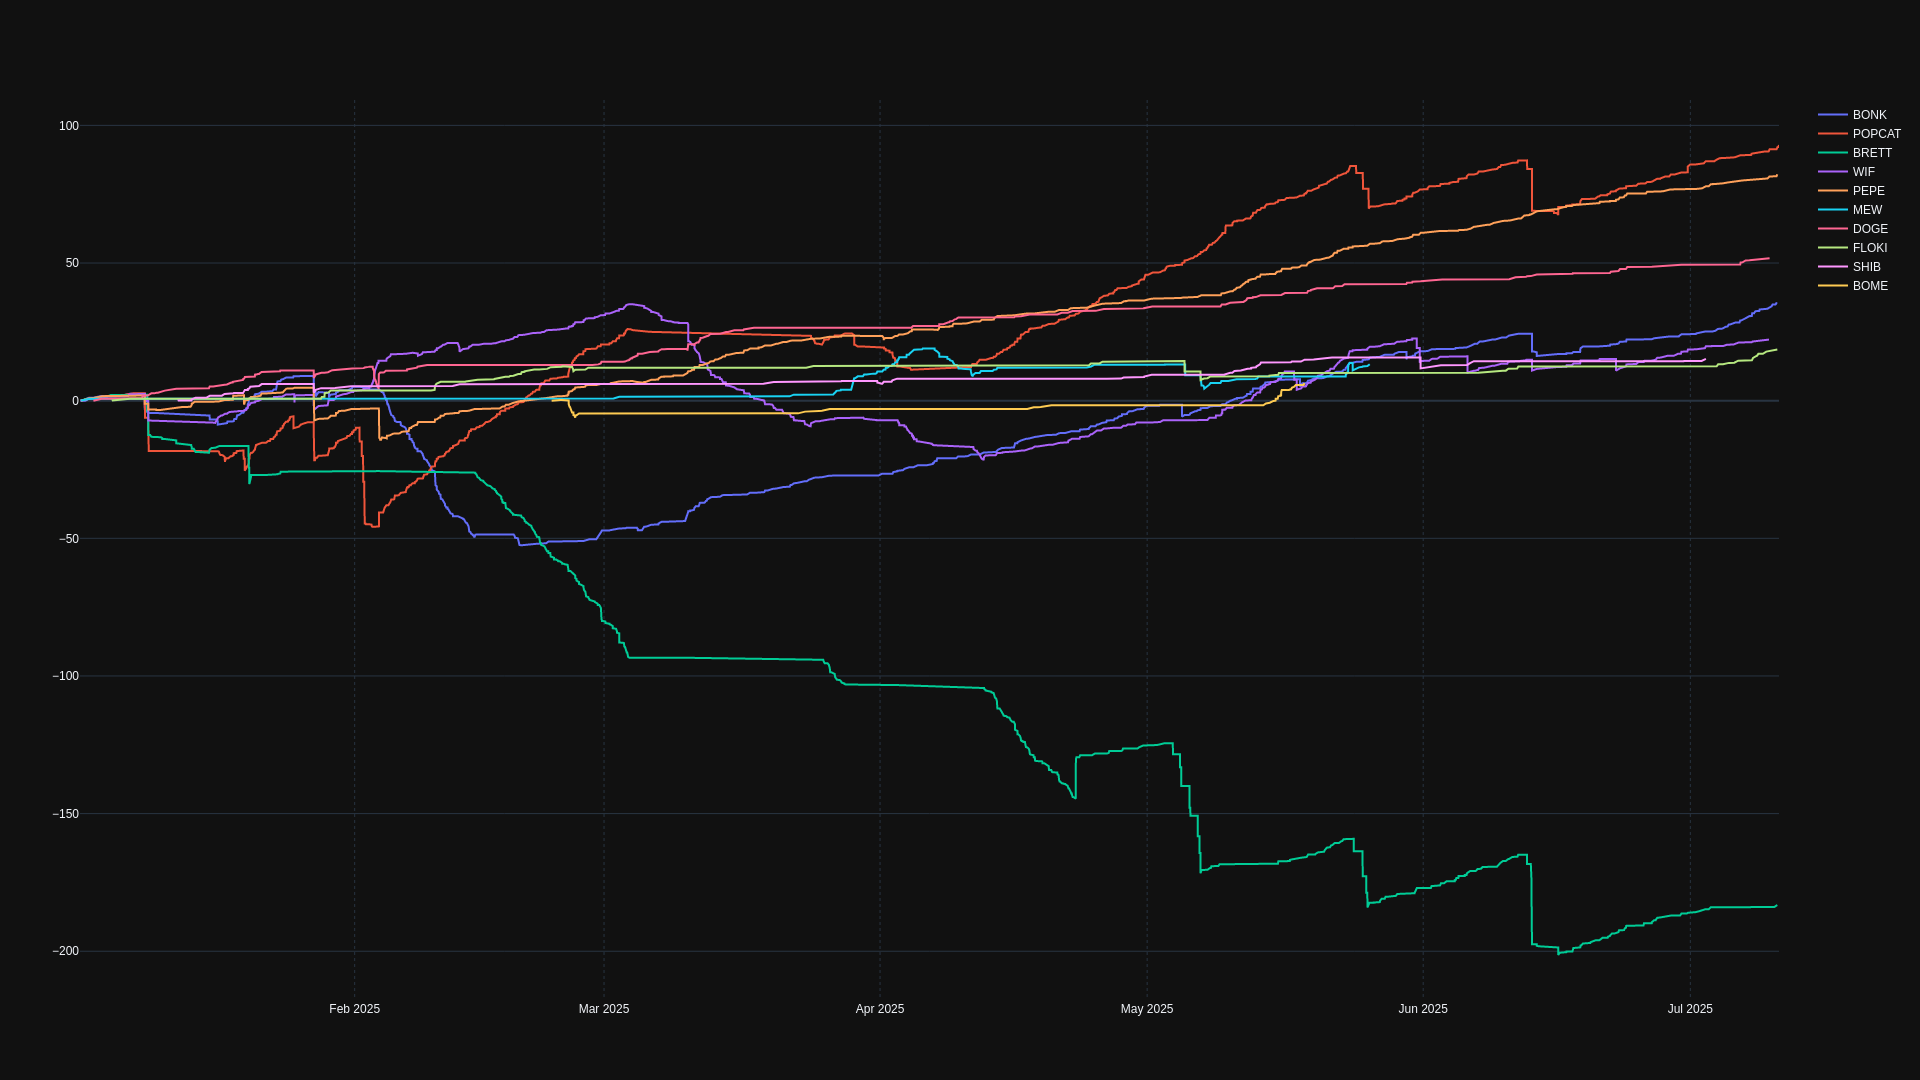 100
50
0
−50
−100
−150
−200
Feb 2025
Mar 2025
Apr 2025
May 2025
Jun 2025
Jul 2025
BONK
POPCAT
BRETT
WIF
PEPE
MEW
DOGE
FLOKI
SHIB
BOME